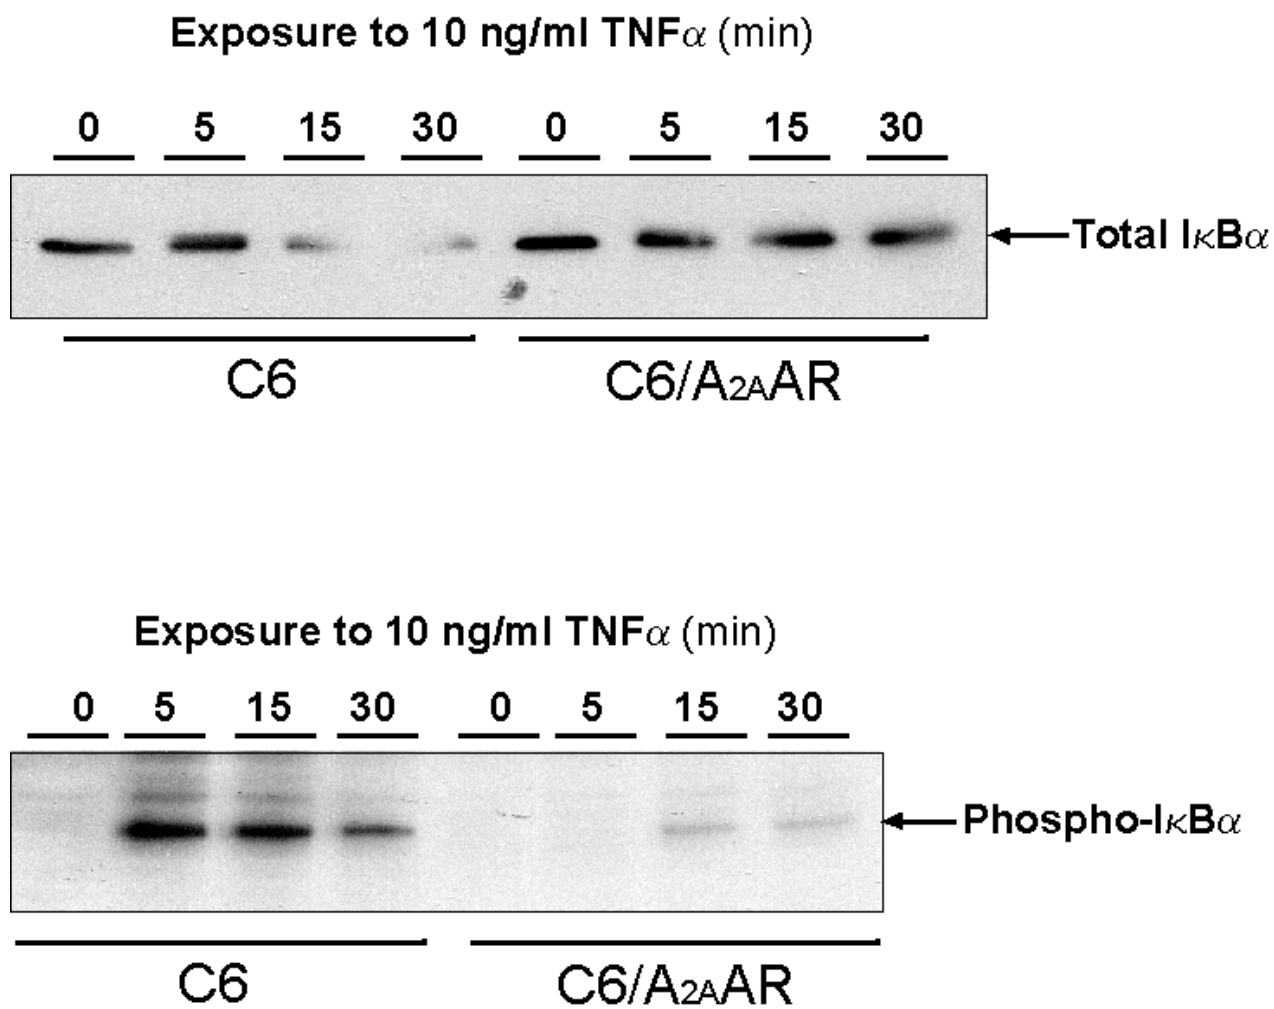 Exposure to 10 ng/ml TNFα (min)
0 5 15 30 0 5 15 30
Total IκBα
C6 C6/A2AAR
Exposure to 10 ng/ml TNFα (min)
0 5 15 30 0 5 15 30
Phospho-IκBα
C6 C6/A2AAR